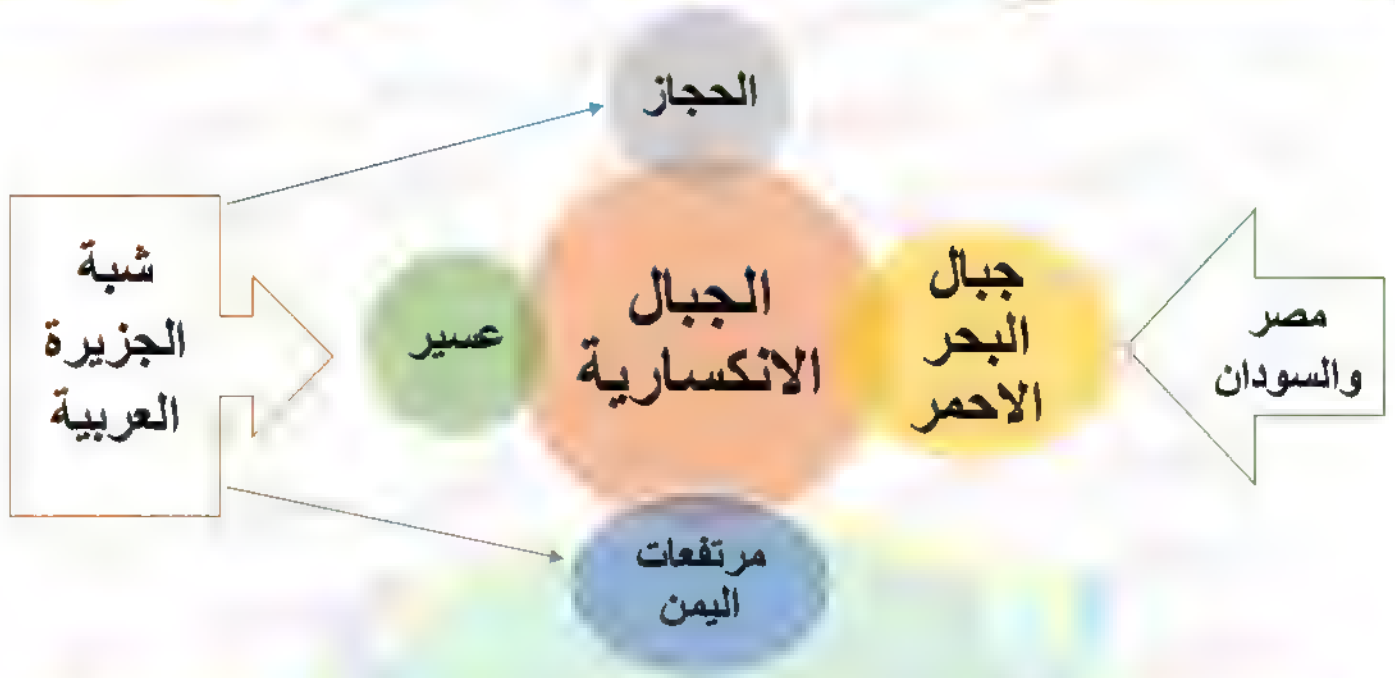 الحجاز
شبة
الجزيرة
العربية
عسير
الجبال
الانكسارية
جبال
البحر
الاحمر
مصر
والسودان
مرتفعات
اليمن